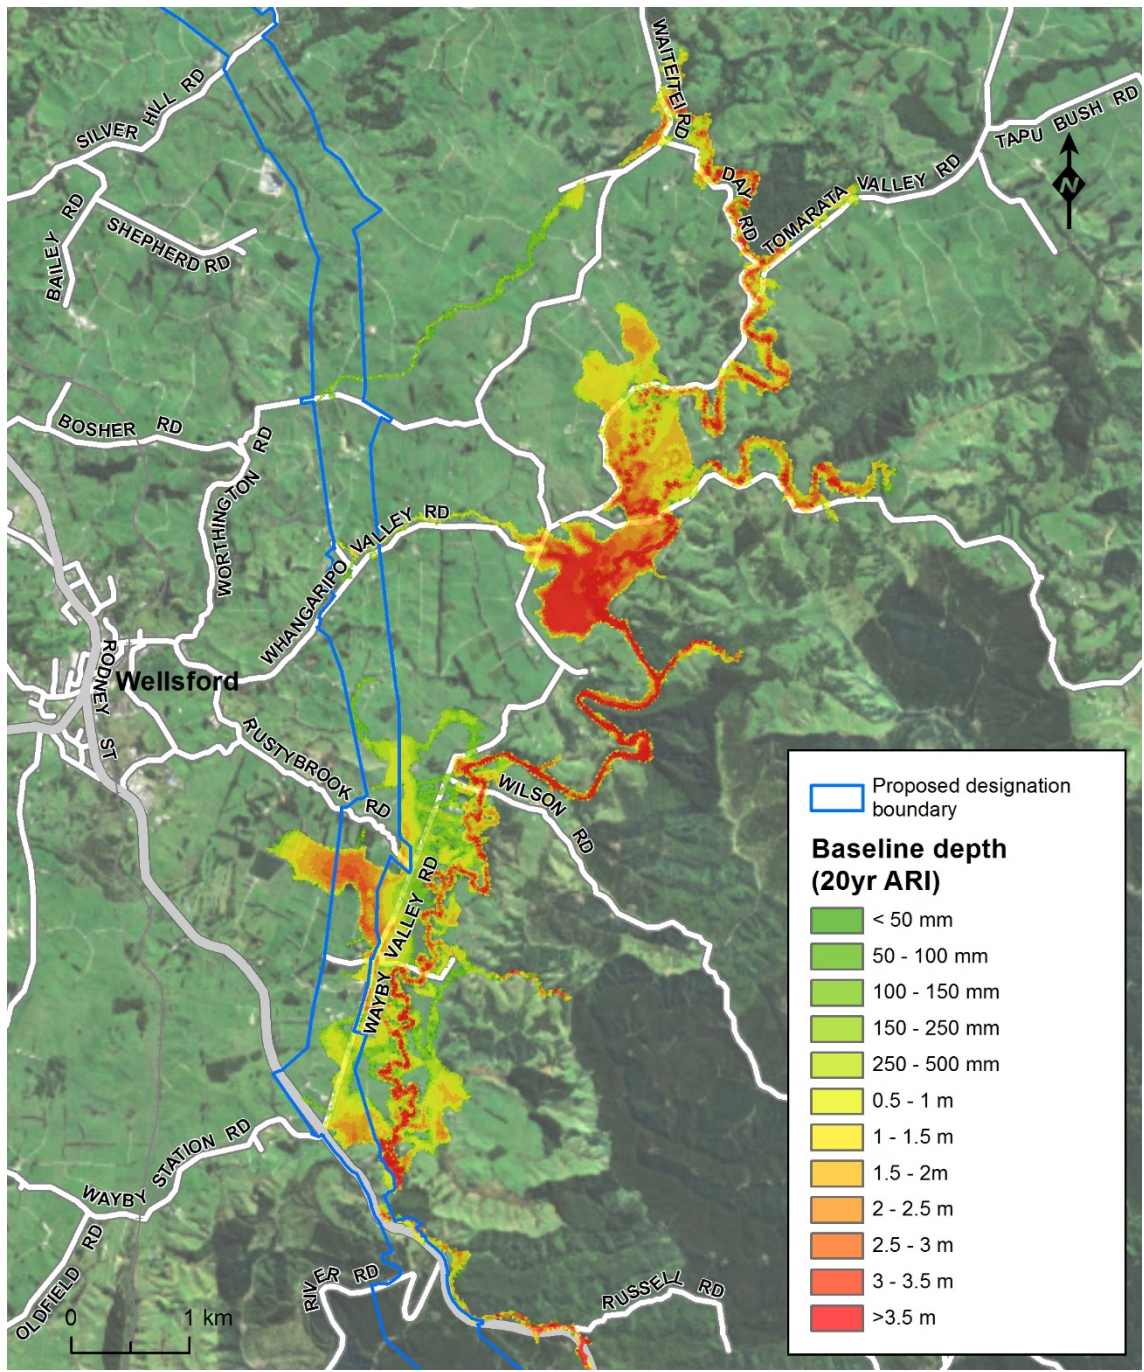 WAITEITEI RD
SILVER HILL RD
TAPU BUSH RD
N
BAILEY RD
SHEPHERD RD
DAY RD
TOMARATA VALLEY RD
BOSHER RD
WORTHINGTON RD
WHANGARIPO VALLEY RD
RODNEY ST
Wellsford
RUSTYBROOK RD
WILSON RD
WAYBY VALLEY RD
WAYBY STATION RD
OLDFIELD RD
RIVER RD
RUSSELL RD
0 1 km
Proposed designation
boundary
Baseline depth
(20yr ARI)
< 50 mm
50 - 100 mm
100 - 150 mm
150 - 250 mm
250 - 500 mm
0.5 - 1 m
1 - 1.5 m
1.5 - 2m
2 - 2.5 m
2.5 - 3 m
3 - 3.5 m
>3.5 m